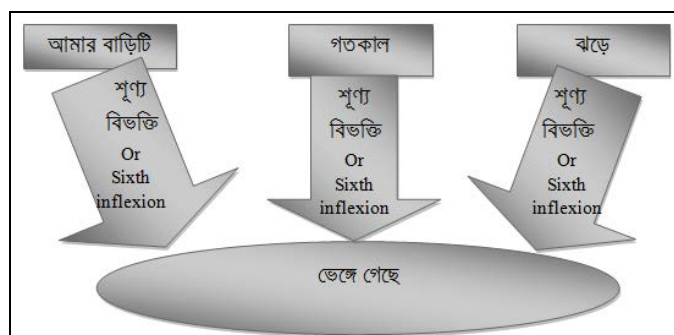 আমার বাড়িটি
গতকাল
ঝড়ে
শূণ্য
বিভক্তি
Or
Sixth
inflexion
শূণ্য
বিভক্তি
Or
Sixth
inflexion
শূণ্য
বিভক্তি
Or
Sixth
inflexion
ভেঙ্গে গেছে